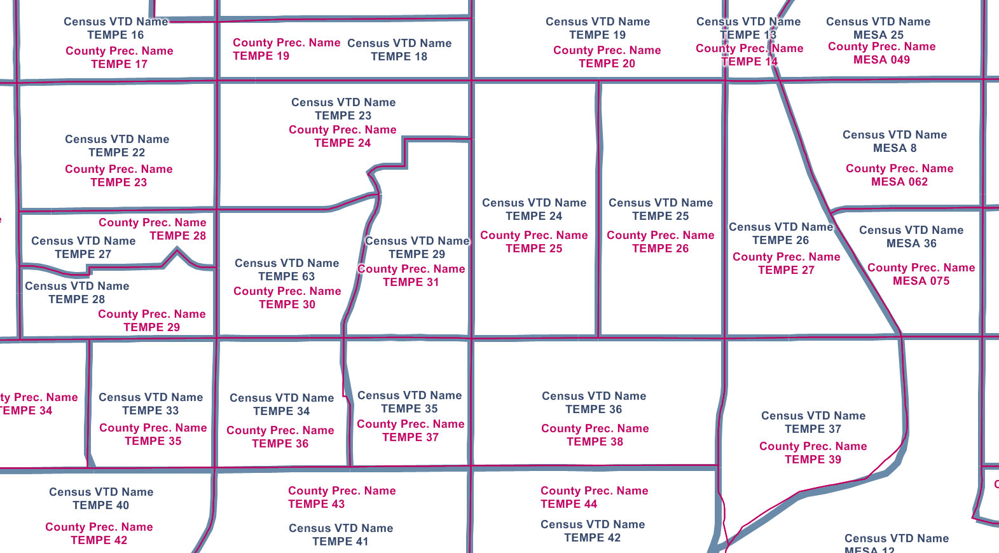 Census VTD Name
TEMPE 16
County Prec. Name
TEMPE 17
County Prec. Name
TEMPE 19
Census VTD Name
TEMPE 18
Census VTD Name
TEMPE 19
County Prec. Name
TEMPE 20
Census VTD Name
TEMPE 13
County Prec. Name
TEMPE 14
Census VTD Name
MESA 25
County Prec. Name
MESA 049
Census VTD Name
TEMPE 22
County Prec. Name
TEMPE 23
Census VTD Name
TEMPE 23
County Prec. Name
TEMPE 24
Census VTD Name
MESA 8
County Prec. Name
MESA 062
County Prec. Name
TEMPE 28
Census VTD Name
TEMPE 27
Census VTD Name
TEMPE 28
County Prec. Name
TEMPE 29
Census VTD Name
TEMPE 63
County Prec. Name
TEMPE 30
Census VTD Name
TEMPE 29
County Prec. Name
TEMPE 31
Census VTD Name
TEMPE 24
County Prec. Name
TEMPE 25
Census VTD Name
TEMPE 25
County Prec. Name
TEMPE 26
Census VTD Name
TEMPE 26
County Prec. Name
TEMPE 27
Census VTD Name
MESA 36
County Prec. Name
MESA 075
ty Prec. Name
TEMPE 34
Census VTD Name
TEMPE 33
County Prec. Name
TEMPE 35
Census VTD Name
TEMPE 34
County Prec. Name
TEMPE 36
Census VTD Name
TEMPE 35
County Prec. Name
TEMPE 37
Census VTD Name
TEMPE 36
County Prec. Name
TEMPE 38
Census VTD Name
TEMPE 37
County Prec. Name
TEMPE 39
Census VTD Name
TEMPE 40
County Prec. Name
TEMPE 42
County Prec. Name
TEMPE 43
Census VTD Name
TEMPE 41
County Prec. Name
TEMPE 44
Census VTD Name
TEMPE 42
Census VTD Name
MESA 12